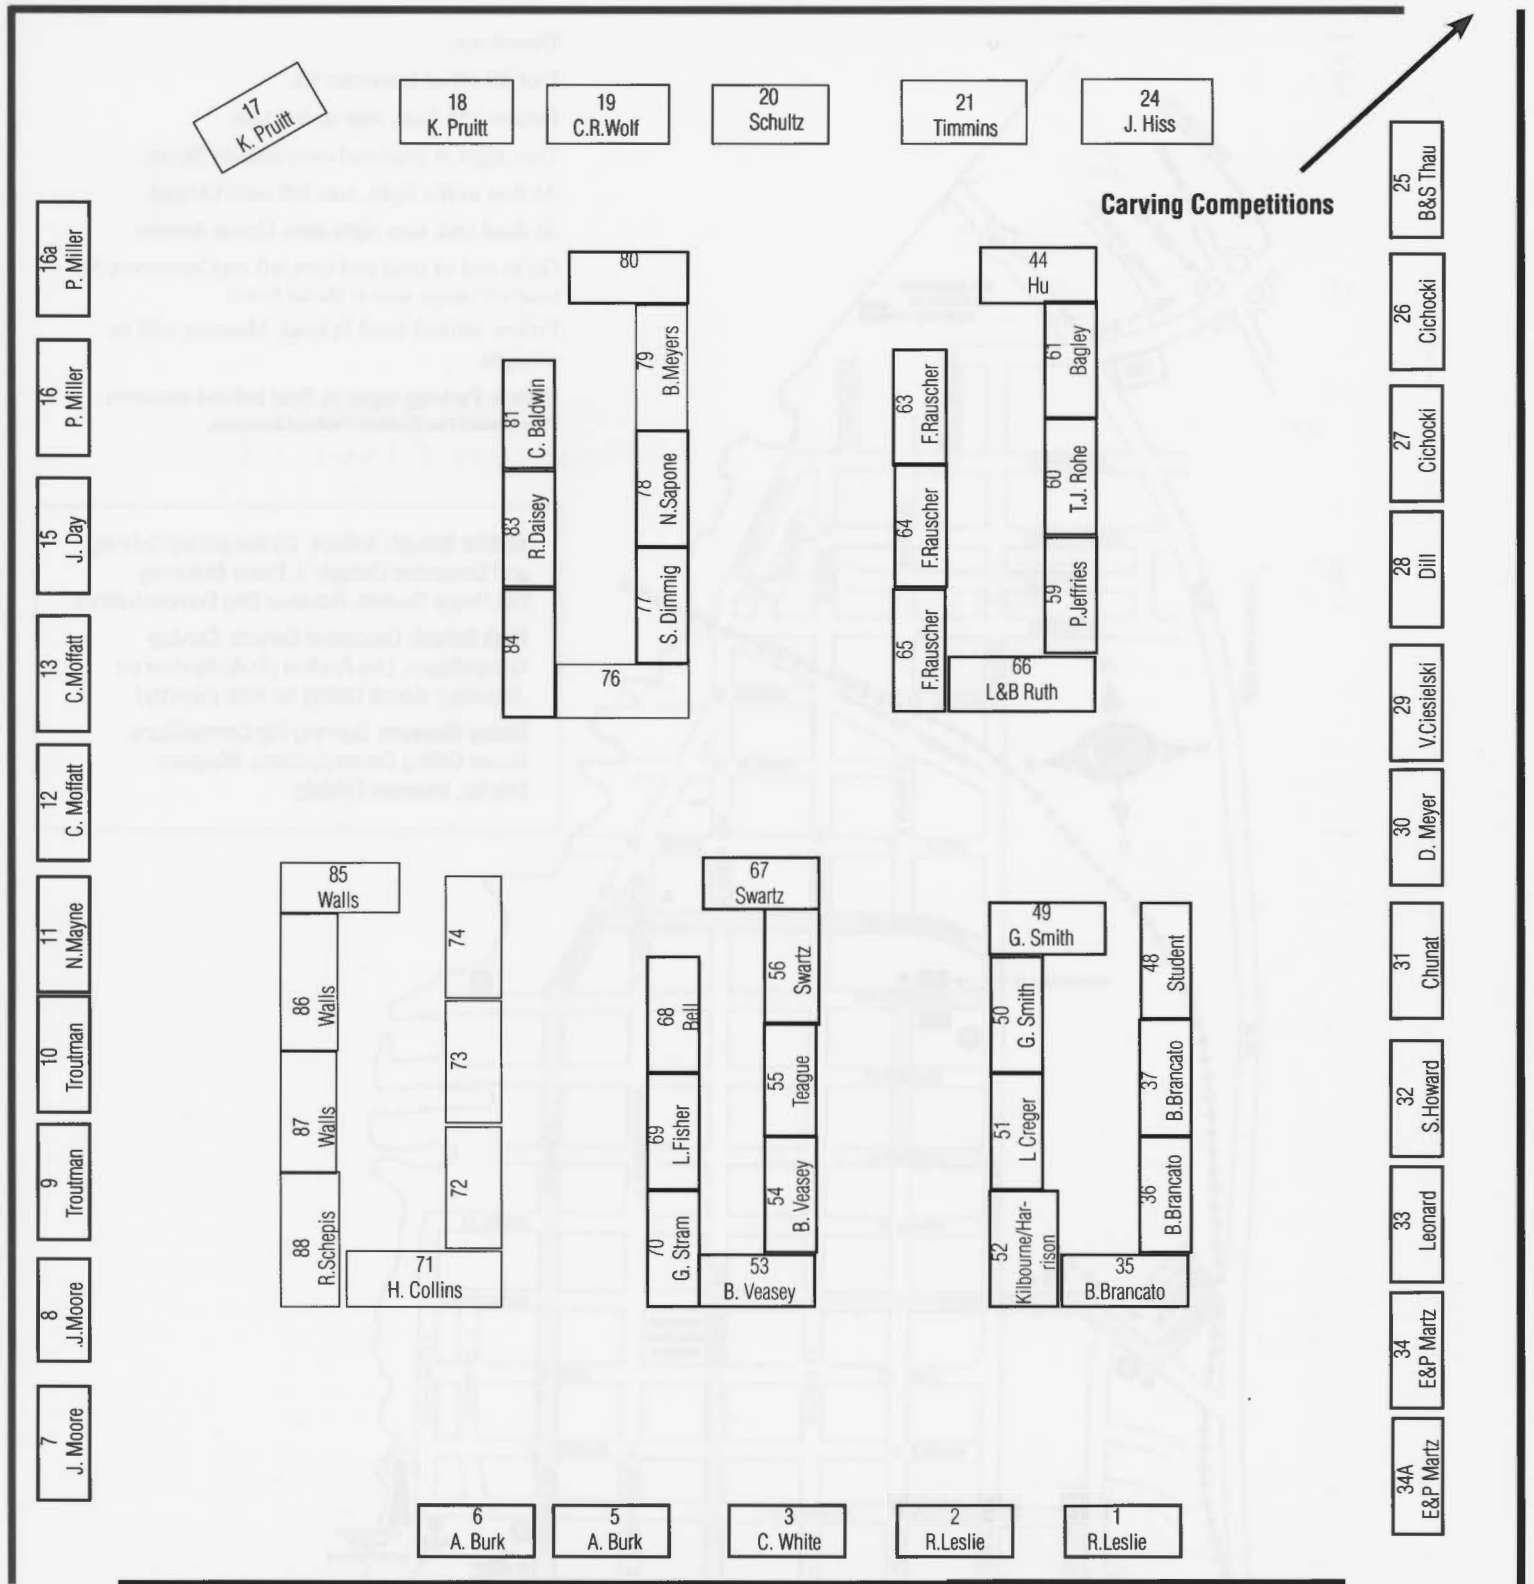 17
K. Pruitt
18
K. Pruitt
19
C.R.Wolf
20
Schultz
21
Timmins
24
J. Hiss
Carving Competitions
16a
P. Miller
16
P. Miller
15
J. Day
13
C.Moffatt
12
C. Moffatt
11
N.Mayne
10
Troutman
9
Troutman
8
J.Moore
7
J. Moore
80
79
B.Meyers
78
N.Sapone
77
S. Dimmig
76
81
C. Baldwin
83
R.Daisey
84
44
Hu
61
Bagley
60
T.J. Rohe
59
P.Jeffries
66
L&B Ruth
63
F.Rauscher
64
F.Rauscher
65
F.Rauscher
25
B&S Thau
26
Cichocki
27
Cichocki
28
Dill
29
V.Ciesielski
30
D. Meyer
31
Chunat
32
S.Howard
33
Leonard
34
E&P Martz
34A
E&P Martz
85
Walls
86
Walls
87
Walls
88
R.Schepis
71
H. Collins
74
73
72
67
Swartz
56
Swartz
55
Teague
54
B. Veasey
53
B. Veasey
68
Bell
69
L.Fisher
70
G. Stram
49
G. Smith
50
G. Smith
51
L Creger
52
Kilbourne/Har-
rison
48
Student
37
B.Brancato
36
B.Brancato
35
B.Brancato
6
A. Burk
5
A. Burk
3
C. White
2
R.Leslie
1
R.Leslie